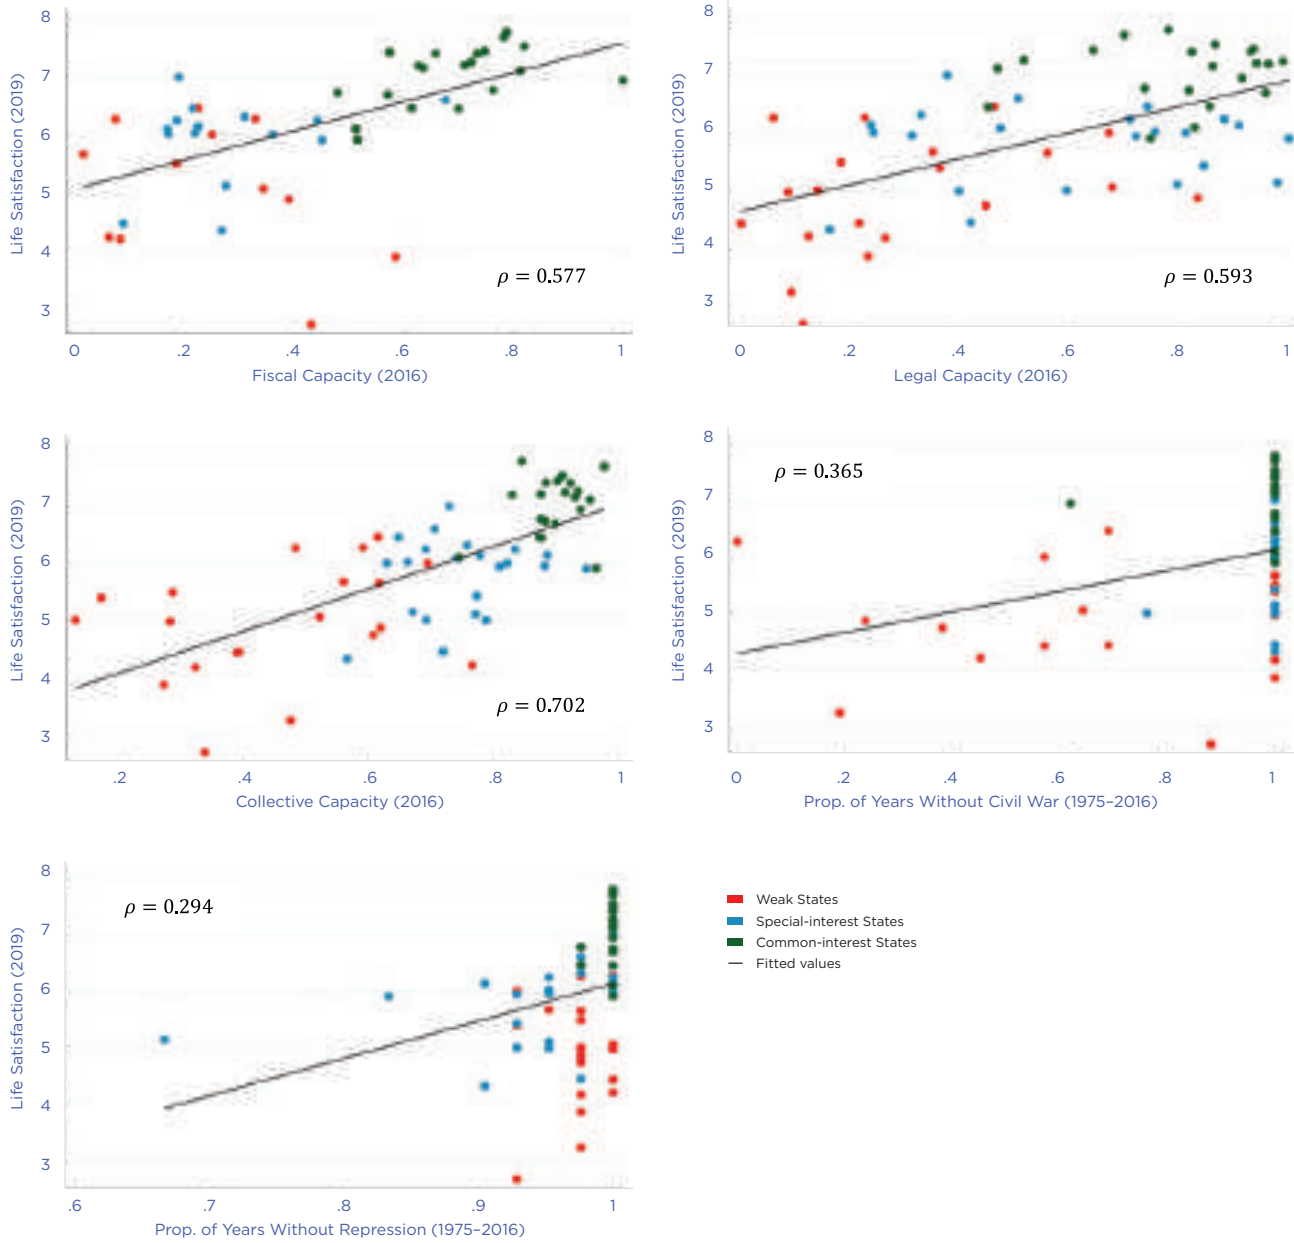 Life Satisfaction (2019)
8
7
6
5
4
3
ρ = 0.577
0 .2 .4 .6 .8 1
Fiscal Capacity (2016)
Life Satisfaction (2019)
8
7
6
5
4
3
ρ = 0.593
0 .2 .4 .6 .8 1
Legal Capacity (2016)
Life Satisfaction (2019)
8
7
6
5
4
3
ρ = 0.702
.2 .4 .6 .8 1
Collective Capacity (2016)
Life Satisfaction (2019)
8
7
6
5
4
3
ρ = 0.365
0 .2 .4 .6 .8 1
Prop. of Years Without Civil War (1975–2016)
Life Satisfaction (2019)
8
7
6
5
4
3
ρ = 0.294
.6 .7 .8 .9 1
Prop. of Years Without Repression (1975–2016)
Weak States
Special-interest States
Common-interest States
Fitted values